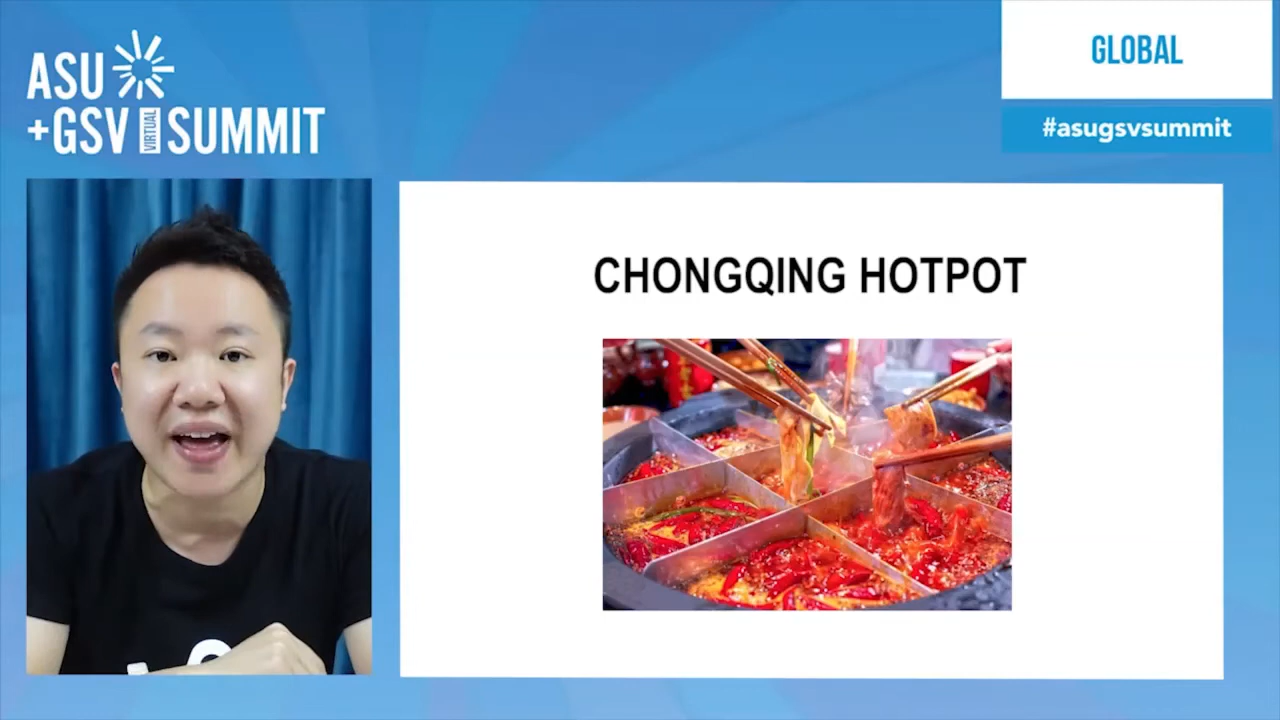 ASU
+GSV VIRTUAL SUMMIT
GLOBAL
#asugsvsummit
CHONGQING HOTPOT